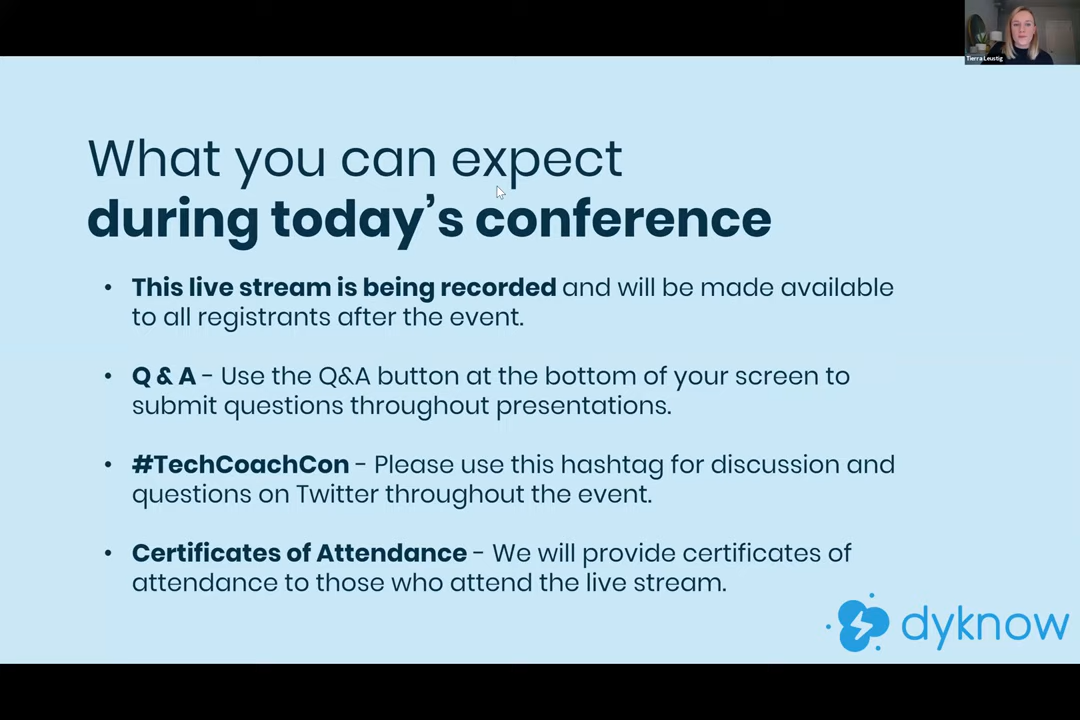 Tierra Leustig
What you can expect
during today's conference
• This live stream is being recorded and will be made available
to all registrants after the event.
• Q & A - Use the Q&A button at the bottom of your screen to
submit questions throughout presentations.
• #TechCoachCon - Please use this hashtag for discussion and
questions on Twitter throughout the event.
• Certificates of Attendance - We will provide certificates of
attendance to those who attend the live stream.
dyknow